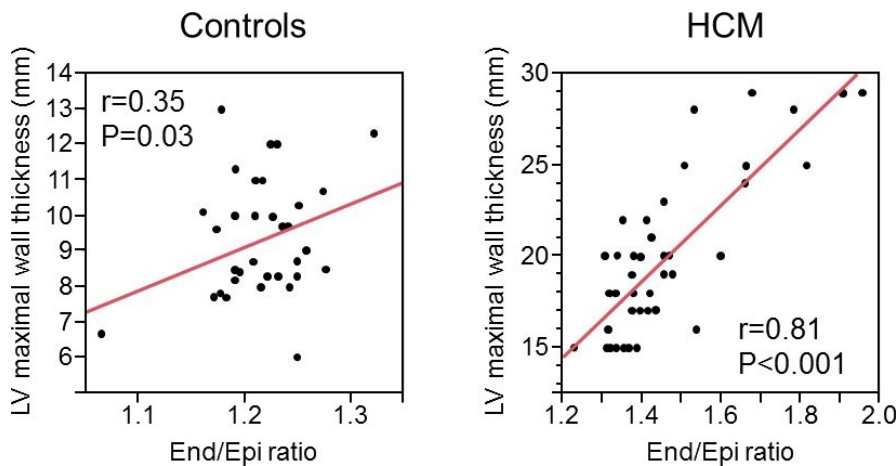 Controls
LV maximal wall thickness (mm)
14
13
12
11
10
9
8
7
6
r=0.35
P=0.03
1.1
1.2
1.3
End/Epi ratio
HCM
LV maximal wall thickness (mm)
30
25
20
15
r=0.81
P<0.001
1.2
1.4
1.6
1.8
2.0
End/Epi ratio